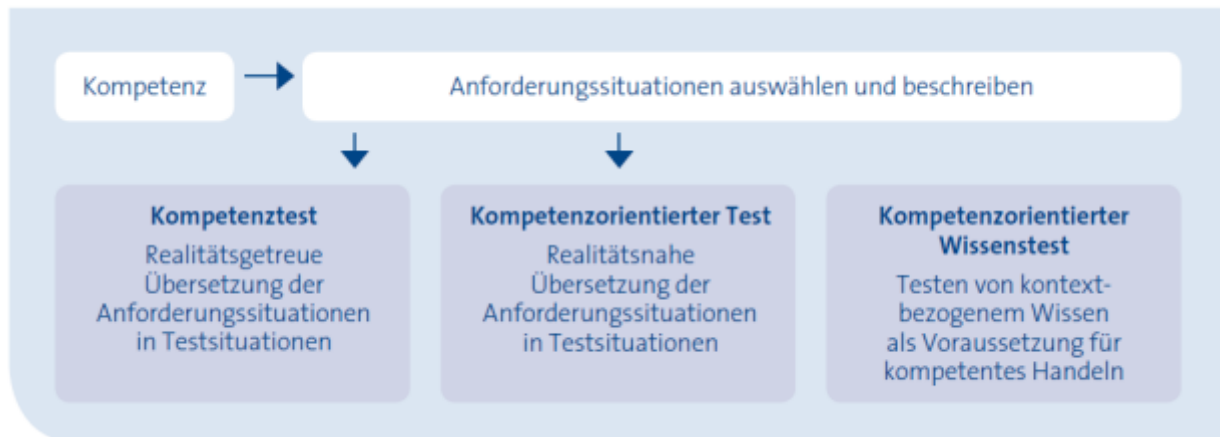 Kompetenz
Anforderungssituationen auswählen und beschreiben
Kompetenztest
Realitätsgetreue
Übersetzung der
Anforderungssituationen
in Testsituationen
Kompetenzorientierter Test
Realitätsnahe
Übersetzung der
Anforderungssituationen
in Testsituationen
Kompetenzorientierter
Wissenstest
Testen von kontext-
bezogenem Wissen
als Voraussetzung für
kompetentes Handeln